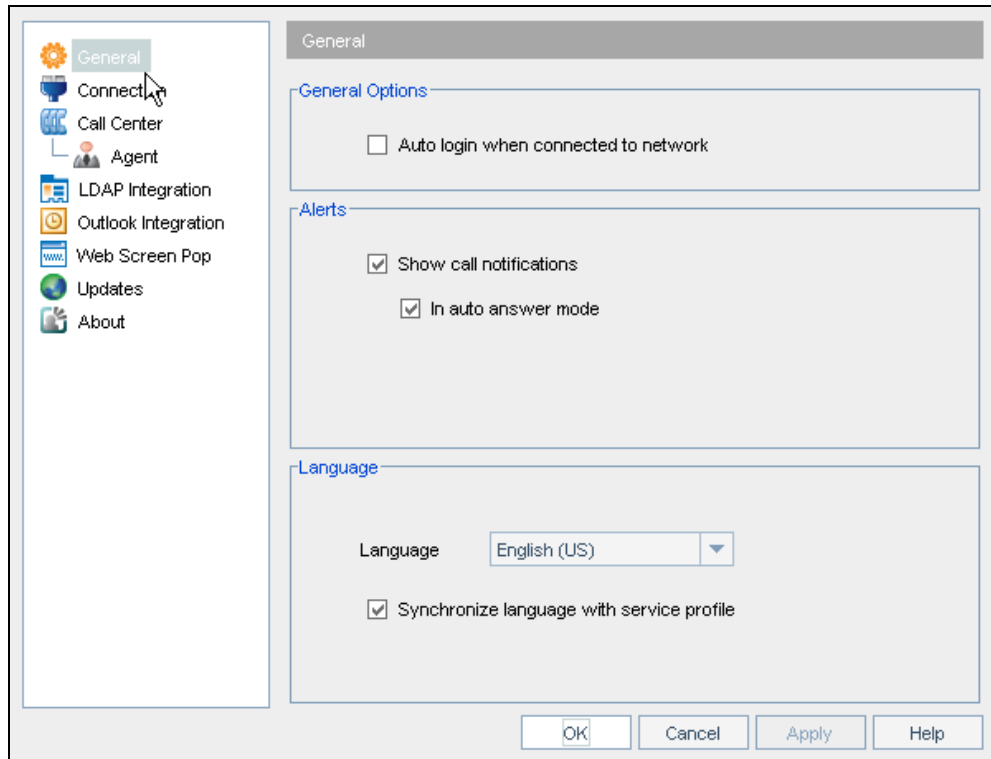 General
Connection
Call Center
Agent
LDAP Integration
Outlook Integration
www.
Web Screen Pop
Updates
About
General
General Options
Auto login when connected to network
Alerts
Show call notifications
In auto answer mode
Language
Language
English (US)
Synchronize language with service profile
OK
Cancel
Apply
Help